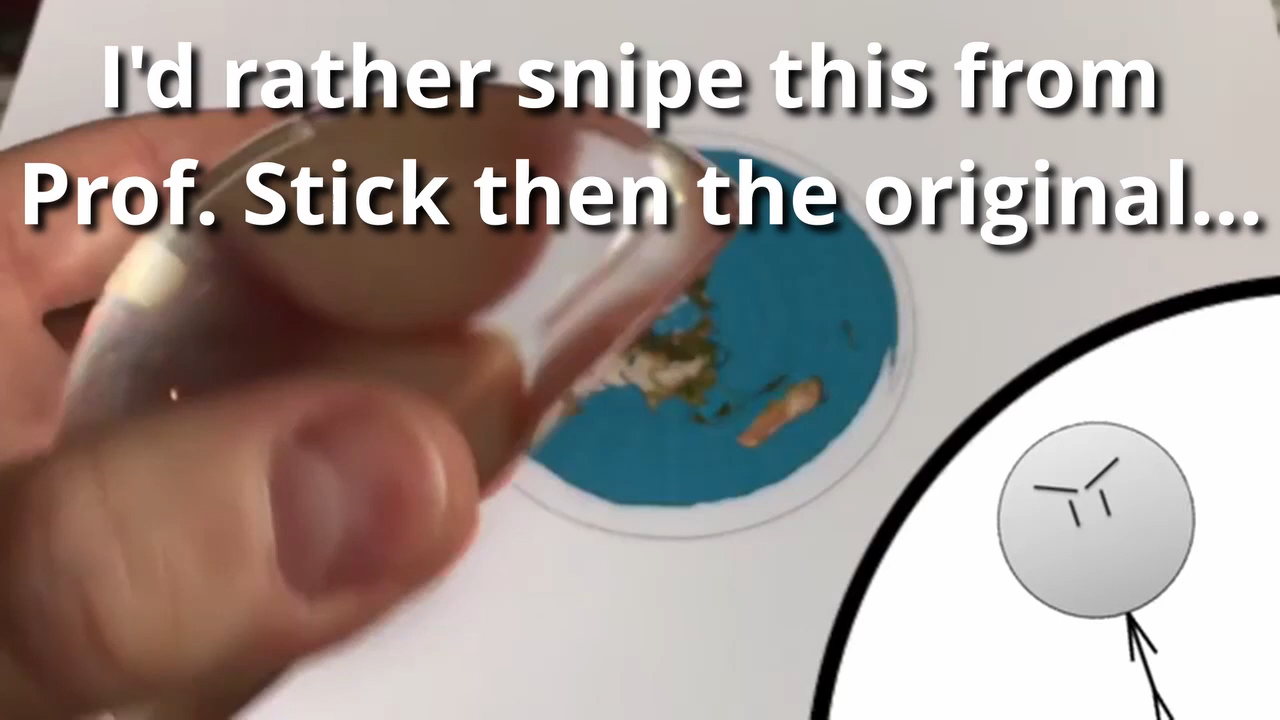 I'd rather snipe this from
Prof. Stick then the original...